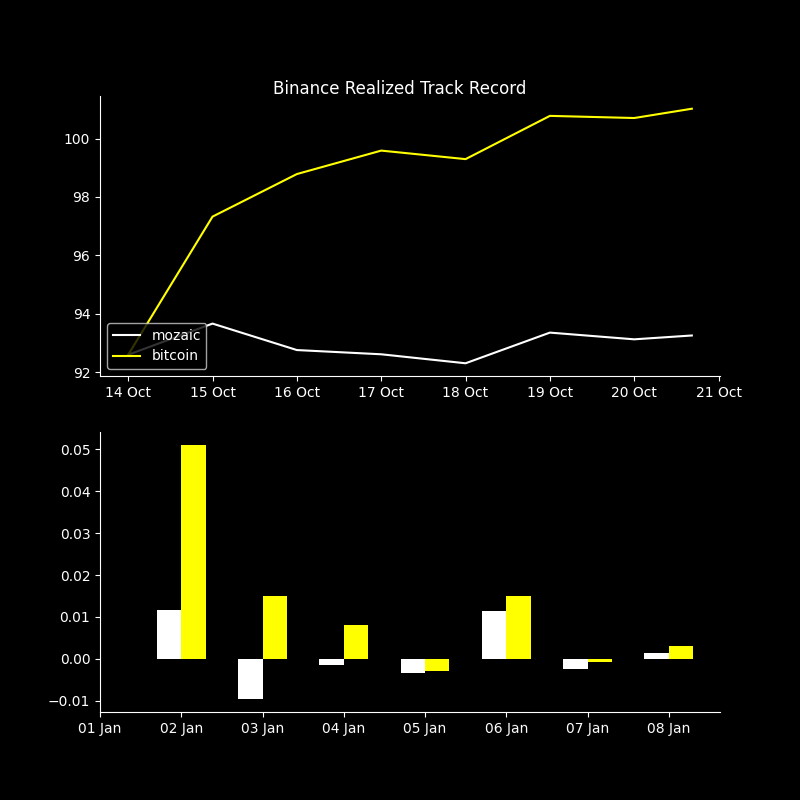 Binance Realized Track Record
100
98
96
94
92
mozaic
bitcoin
14 Oct 15 Oct 16 Oct 17 Oct 18 Oct 19 Oct 20 Oct 21 Oct
0.05
0.04
0.03
0.02
0.01
0.00
−0.01
01 Jan 02 Jan 03 Jan 04 Jan 05 Jan 06 Jan 07 Jan 08 Jan